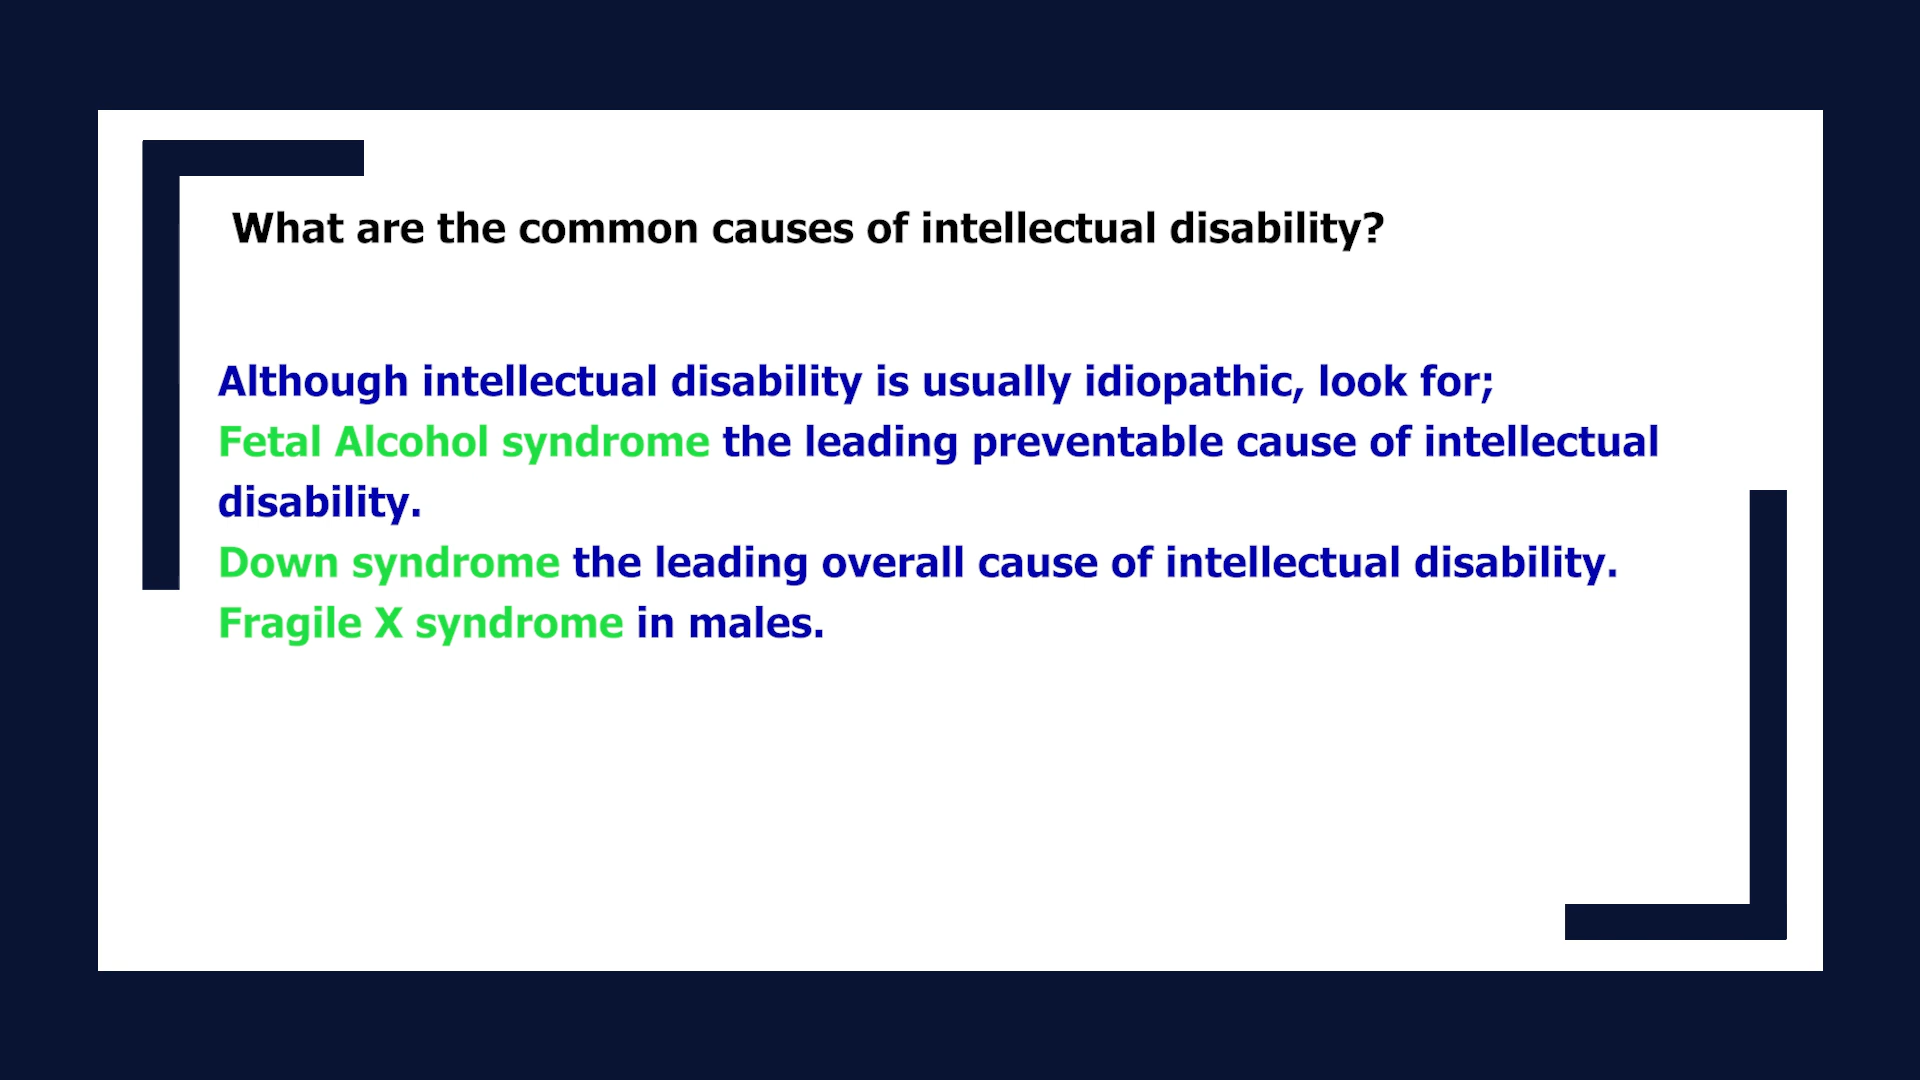 What are the common causes of intellectual disability?
Although intellectual disability is usually idiopathic, look for;
Fetal Alcohol syndrome the leading preventable cause of intellectual
disability.
Down syndrome the leading overall cause of intellectual disability.
Fragile X syndrome in males.